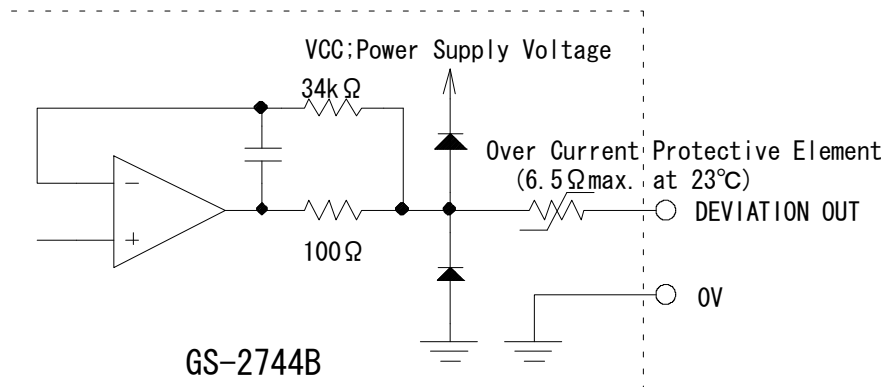 VCC;Power Supply Voltage
34kΩ
Over Current Protective Element
(6.5Ωmax. at 23℃)
−
+
100Ω
DEVIATION OUT
0V
GS-2744B